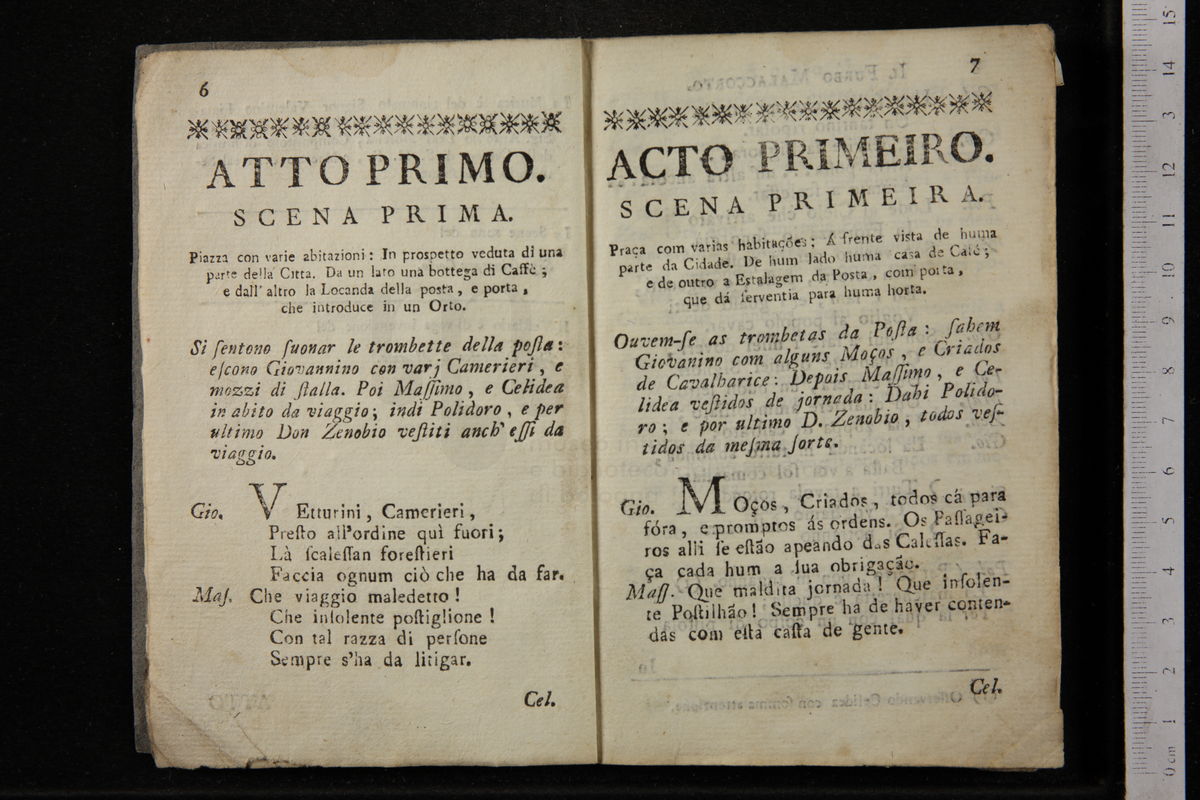 6
ATTO PRIMO.
SCENA PRIMA.
Piazza con varie abitazioni: In prospetto veduta di una
parte della Citta. Da un lato una bottega di Caffè;
e dall' altro la Locanda della posta, e porta,
che introduce in un Orto.
Si ſentono ſuonar le trombette della poſta:
eſcono Giovannino con varj Camerieri, e
mozzi di ſtalla. Poi Maſſimo, e Celidea
in abito da viaggio; indi Polidoro, e per
ultimo Don Zenobio veſtiti anch' eſſi da
viaggio.
Gio. VEtturini, Camerieri,
Preſto all'ordine quì fuori;
Là ſcaleſſan foreſtieri
Faccia ognum ciò che ha da far.
Maſ. Che viaggio maledetto!
Che inſolente poſtiglione!
Con tal razza di perſone
Sempre s'ha da litigar.
Cel.
7
ACTO PRIMEIRO.
SCENA PRIMEIRA.
Praça com varias habitações: Á frente vista de huma
parte da Cidade. De hum lado huma casa de Café;
e de outro a Estalagem da Posta, com porta,
que dá ſerventia para huma horta.
Ouvem-ſe as trombetas da Poſta: ſahem
Giovanino com alguns Moços, e Criados
de Cavalharice: Depois Maſſimo, e Ce-
lidea veſtidos de jornada: Dahi Polido-
ro; e por ultimo D. Zenobio, todos veſ-
tidos da meſma ſorte.
Gio. MOços, Criados, todos cá para
fóra, e promptos ás ordens. Os Paſſagei-
ros alli ſe eſtão apeando das Caleſſas. Fa-
ça cada hum a ſua obrigação.
Maſſ. Que maldita jornada! Que inſolen-
te Poſtilhão! Sempre ha de haver conten-
das com eſta caſta de gente.
Cel.